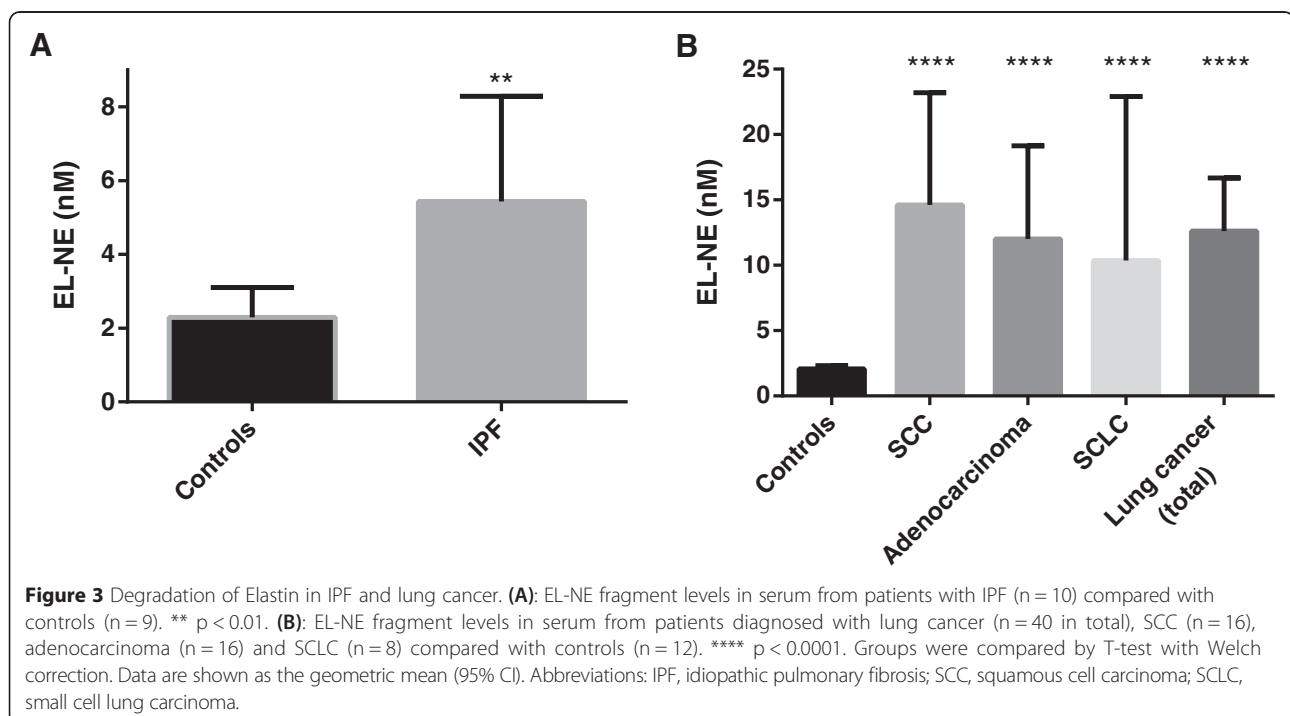 A
**
8
6
4
2
0
EL-NE (nM)
Controls
IPF
B
**** **** **** ****
25
20
15
10
5
0
EL-NE (nM)
Controls
SCC
Adenocarcinoma
SCLC
Lung cancer
(total)
Figure 3 Degradation of Elastin in IPF and lung cancer. (A): EL-NE fragment levels in serum from patients with IPF (n = 10) compared with
controls (n = 9). ** p < 0.01. (B): EL-NE fragment levels in serum from patients diagnosed with lung cancer (n = 40 in total), SCC (n = 16),
adenocarcinoma (n = 16) and SCLC (n = 8) compared with controls (n = 12). **** p < 0.0001. Groups were compared by T-test with Welch
correction. Data are shown as the geometric mean (95% CI). Abbreviations: IPF, idiopathic pulmonary fibrosis; SCC, squamous cell carcinoma; SCLC,
small cell lung carcinoma.